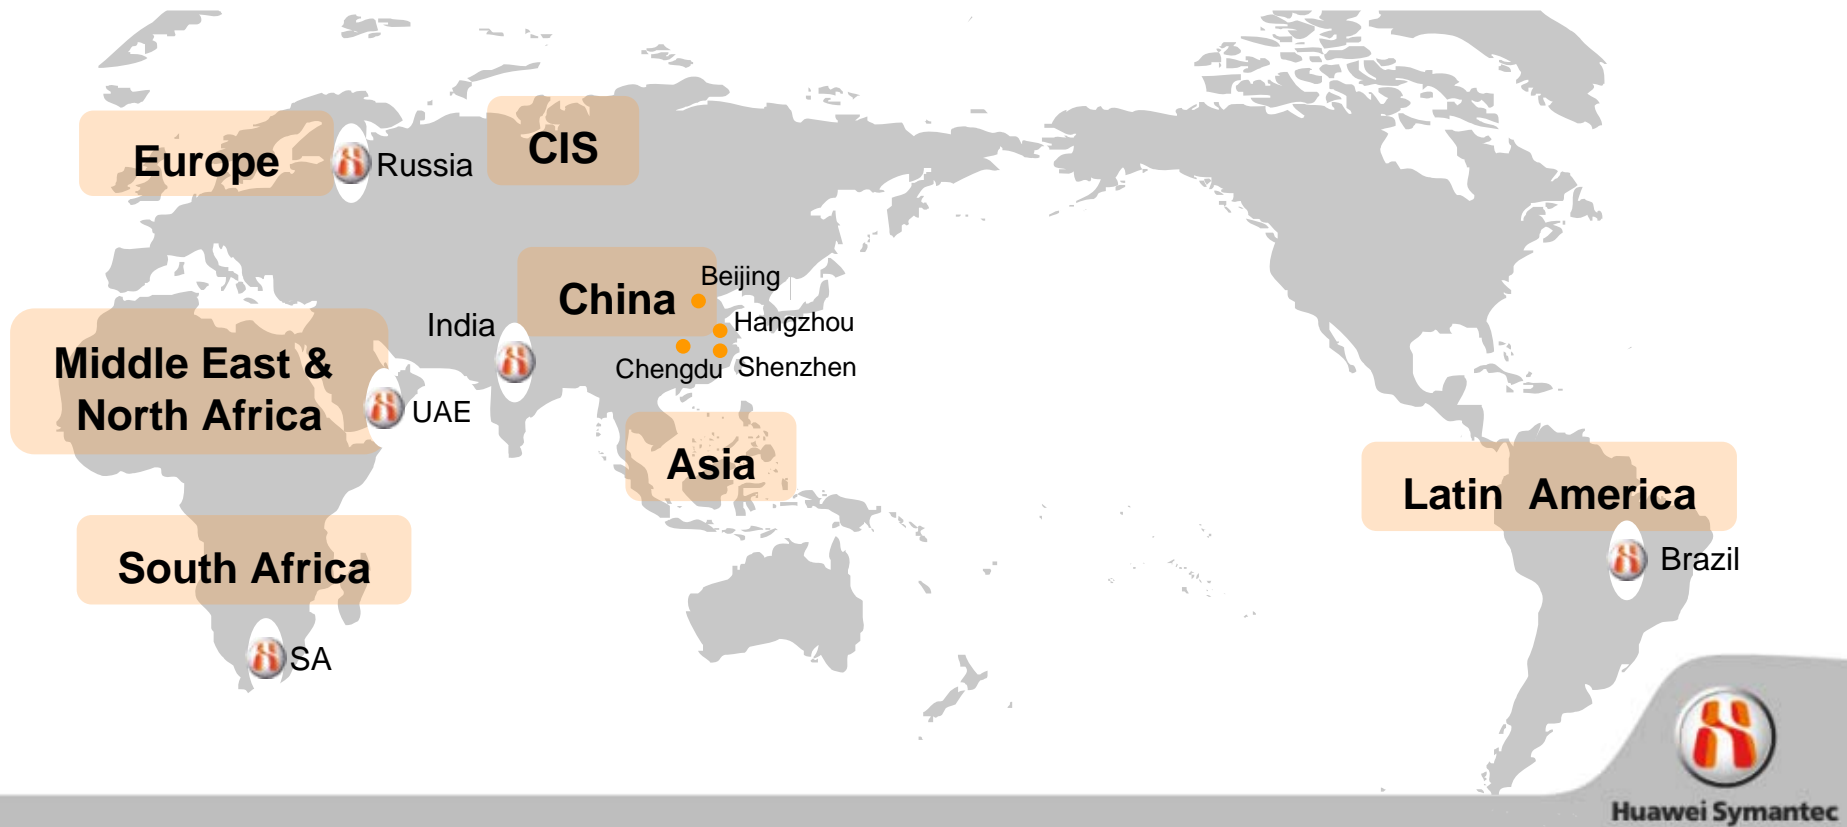 CIS
Europe
Russia
Beijing
China
India
Hangzhou
Middle East &
Chengdu
Shenzhen
North Africa
UAE
Asia
Latin America
South Africa
Brazil
SA
Huawei Symantec